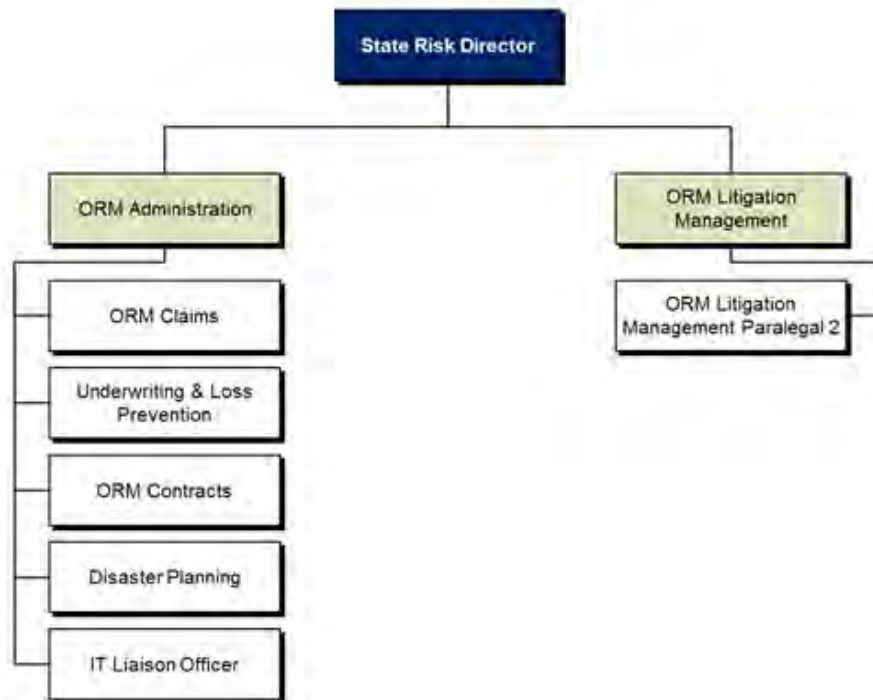 State Risk Director
ORM Administration
ORM Litigation
Management
ORM Claims
ORM Litigation
Management Paralegal 2
Underwriting & Loss
Prevention
ORM Contracts
Disaster Planning
IT Liaison Officer